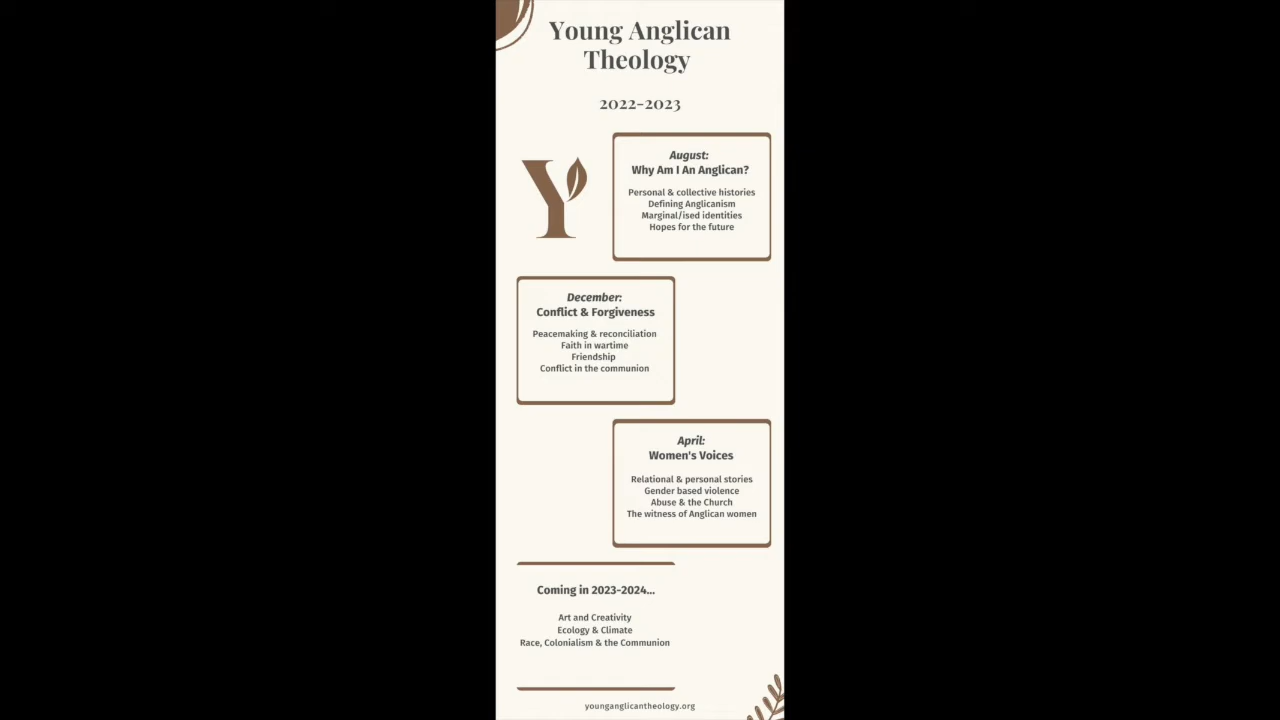 Young Anglican
Theology
2022-2023
Y
August:
Why Am I An Anglican?
Personal & collective histories
Defining Anglicanism
Marginal/ised identities
Hopes for the future
December:
Conflict & Forgiveness
Peacemaking & reconciliation
Faith in wartime
Friendship
Conflict in the communion
April:
Women's Voices
Relational & personal stories
Gender based violence
Abuse & the Church
The witness of Anglican women
Coming in 2023-2024...
Art and Creativity
Ecology & Climate
Race, Colonialism & the Communion
younganglicantheology.org